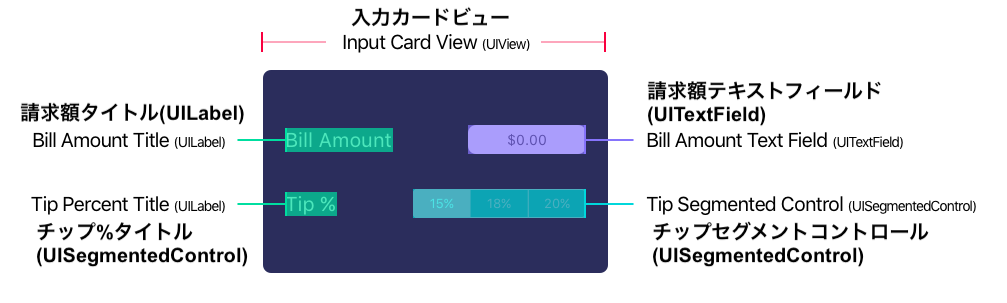 入力カードビュー
Input Card View (UIView)
請求額タイトル(UILabel)
Bill Amount Title (UILabel)
Bill Amount
$0.00
請求額テキストフィールド
(UITextField)
Bill Amount Text Field (UITextField)
Tip Percent Title (UILabel)
チップ%タイトル
(UISegmentedControl)
Tip %
15% 18% 20%
Tip Segmented Control (UISegmentedControl)
チップセグメントコントロール
(UISegmentedControl)